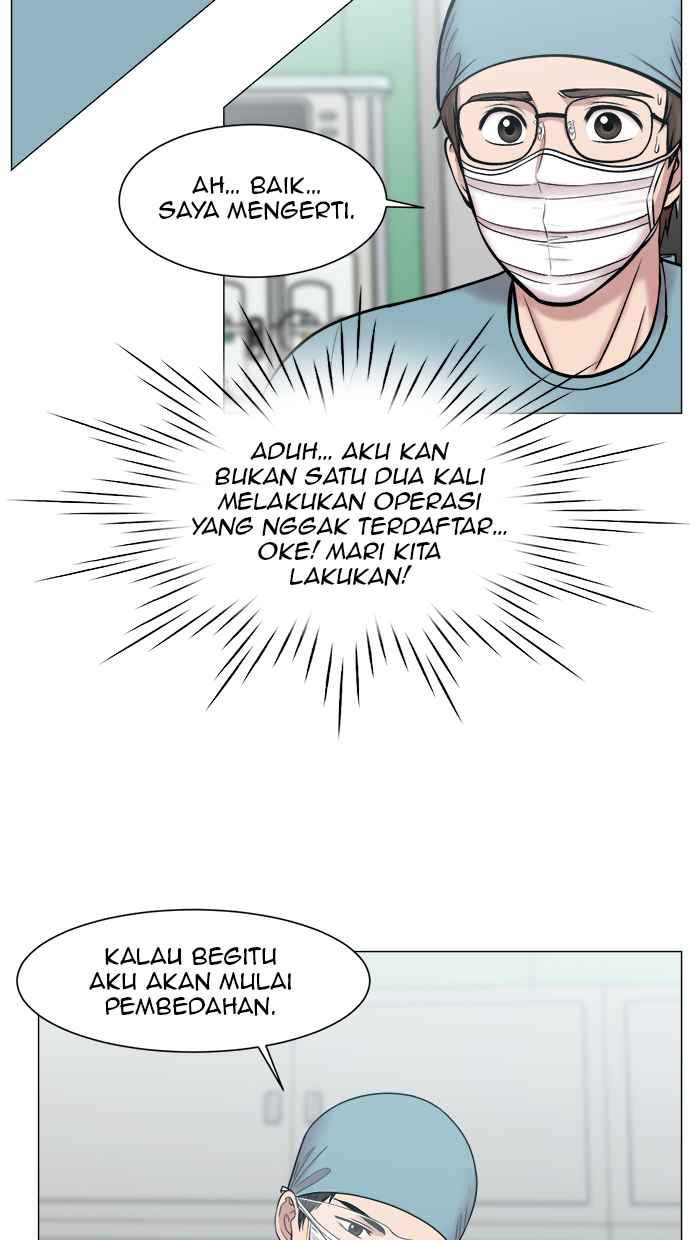 AH... BAIK...
SAYA MENGERTI.
ADUH... AKU KAN
BUKAN SATU DUA KALI
MELAKUKAN OPERASI
YANG NGGAK TERDAFTAR...
OKE! MARI KITA
LAKUKAN!
KALAU BEGITU
AKU AKAN MULAI
PEMBEDAHAN.